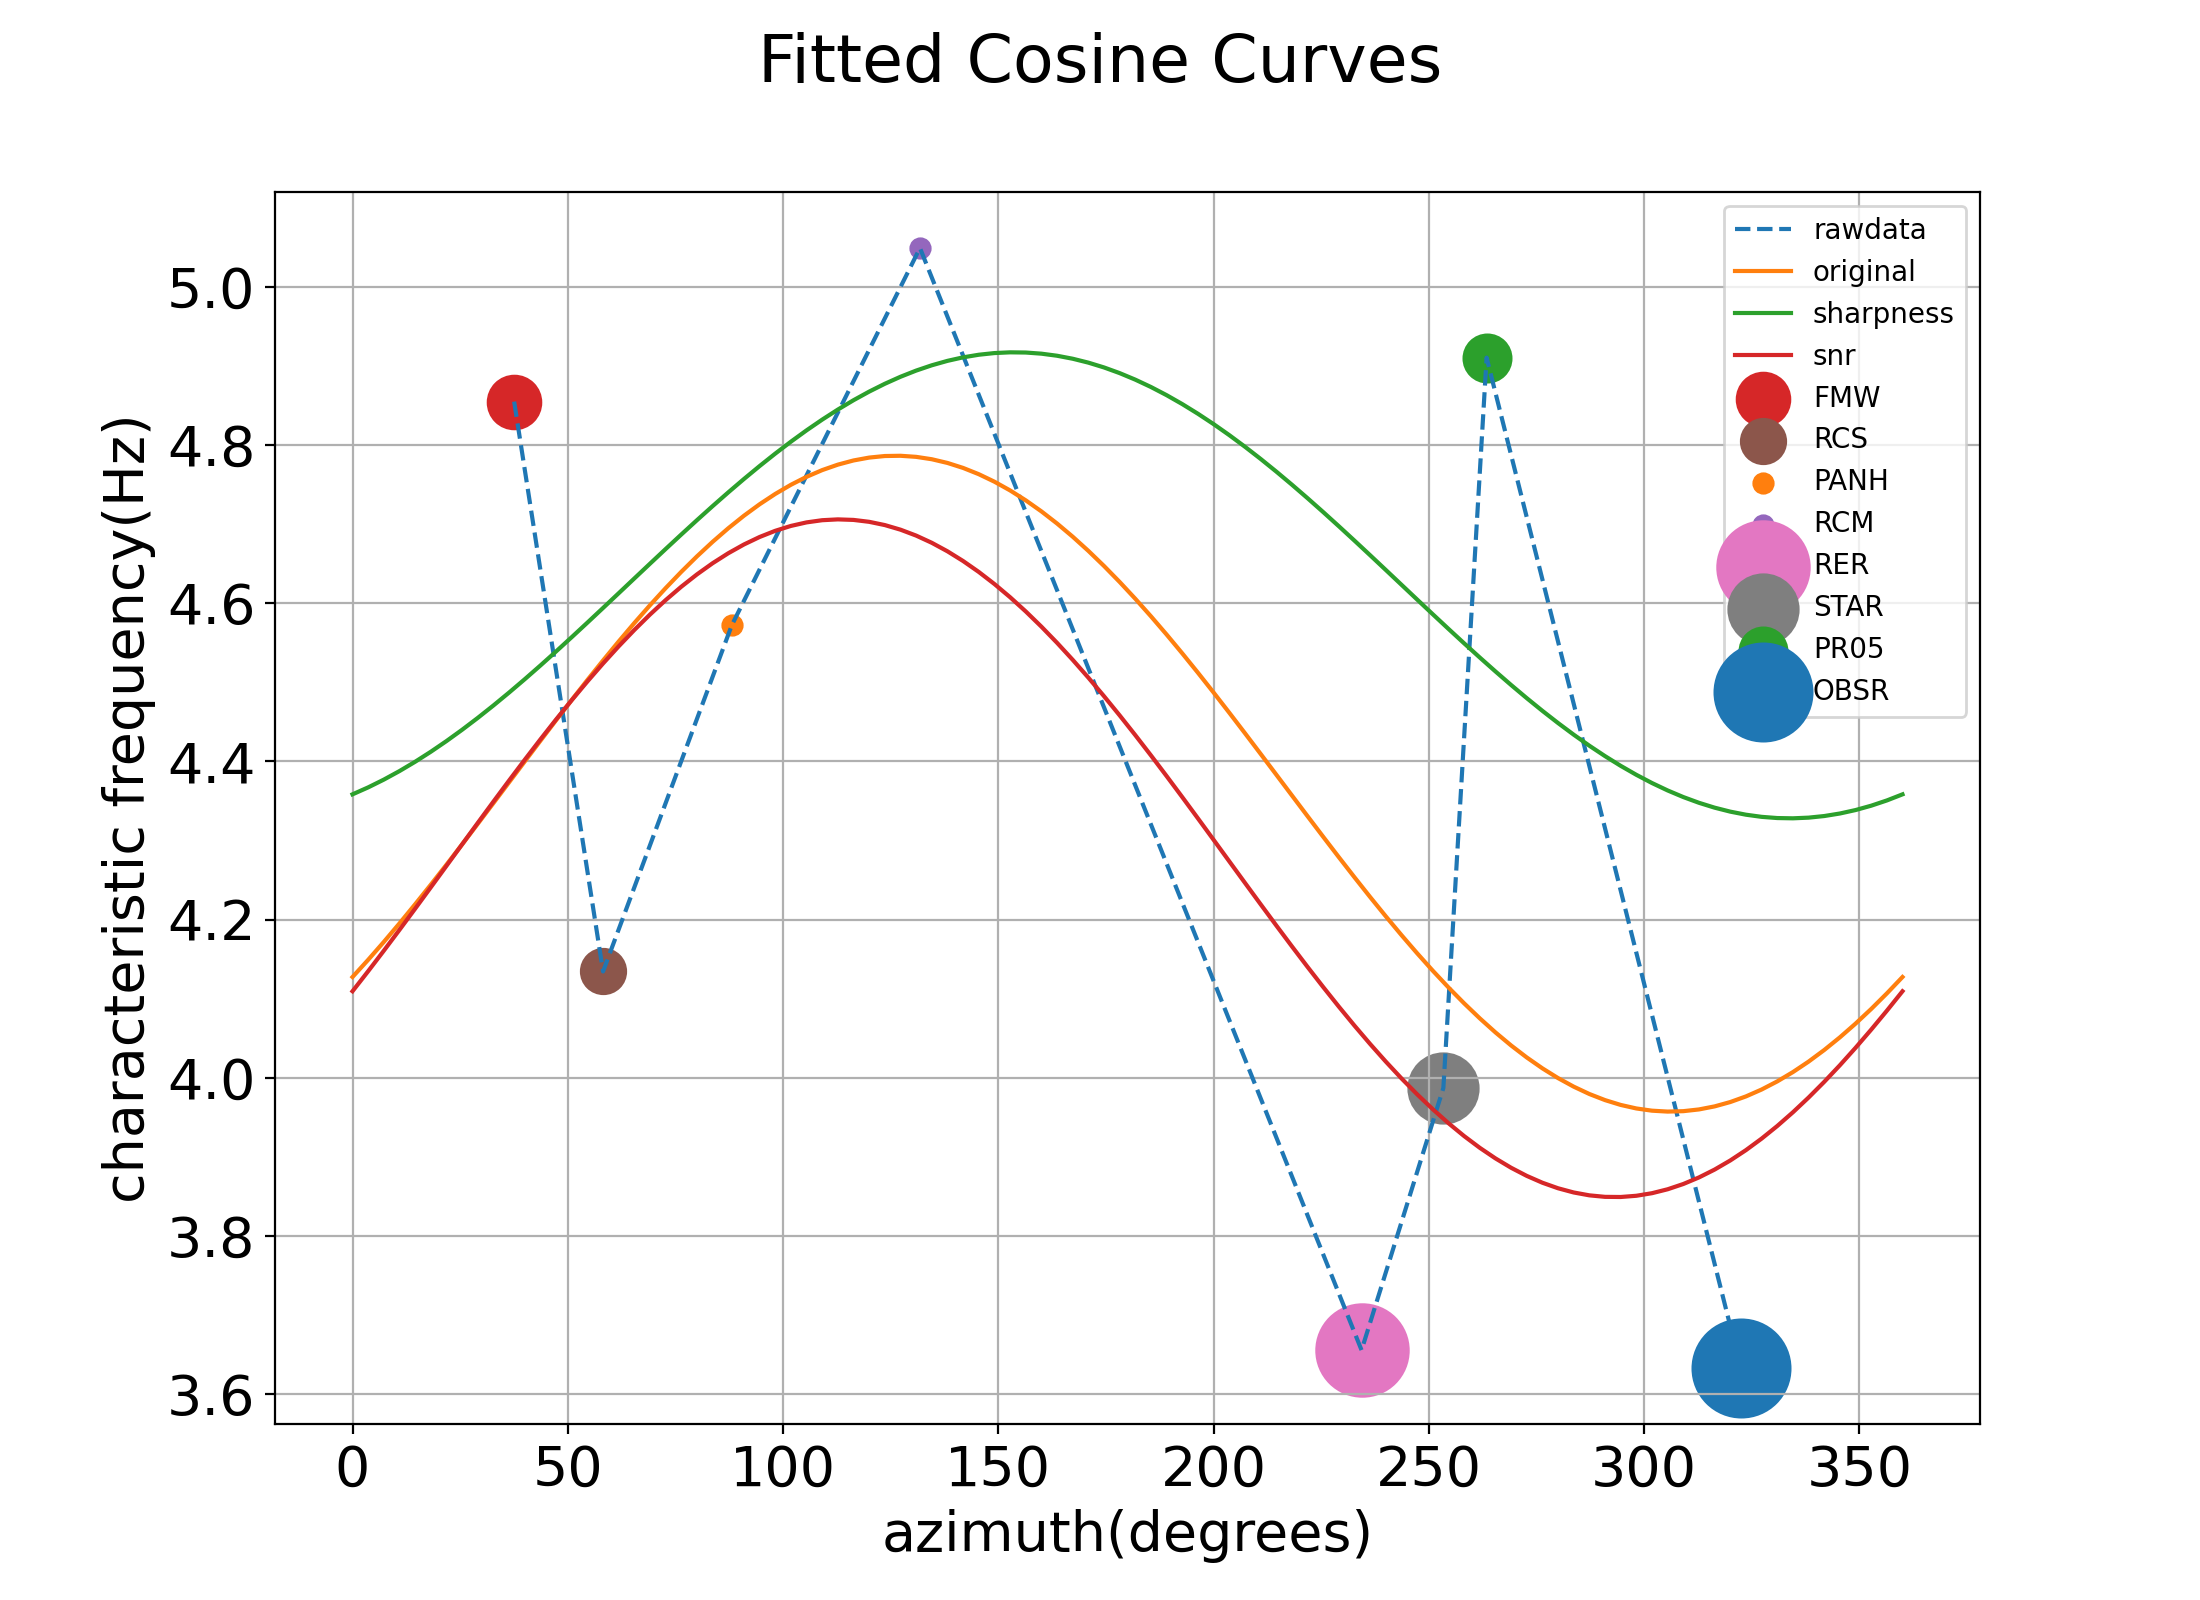 Fitted Cosine Curves
rawdata
original
sharpness
snr
FMW
RCS
PANH
RCM
RER
STAR
PR05
OBSR
characteristic frequency(Hz)
5.0
4.8
4.6
4.4
4.2
4.0
3.8
3.6
0 50 100 150 200 250 300 350
azimuth(degrees)